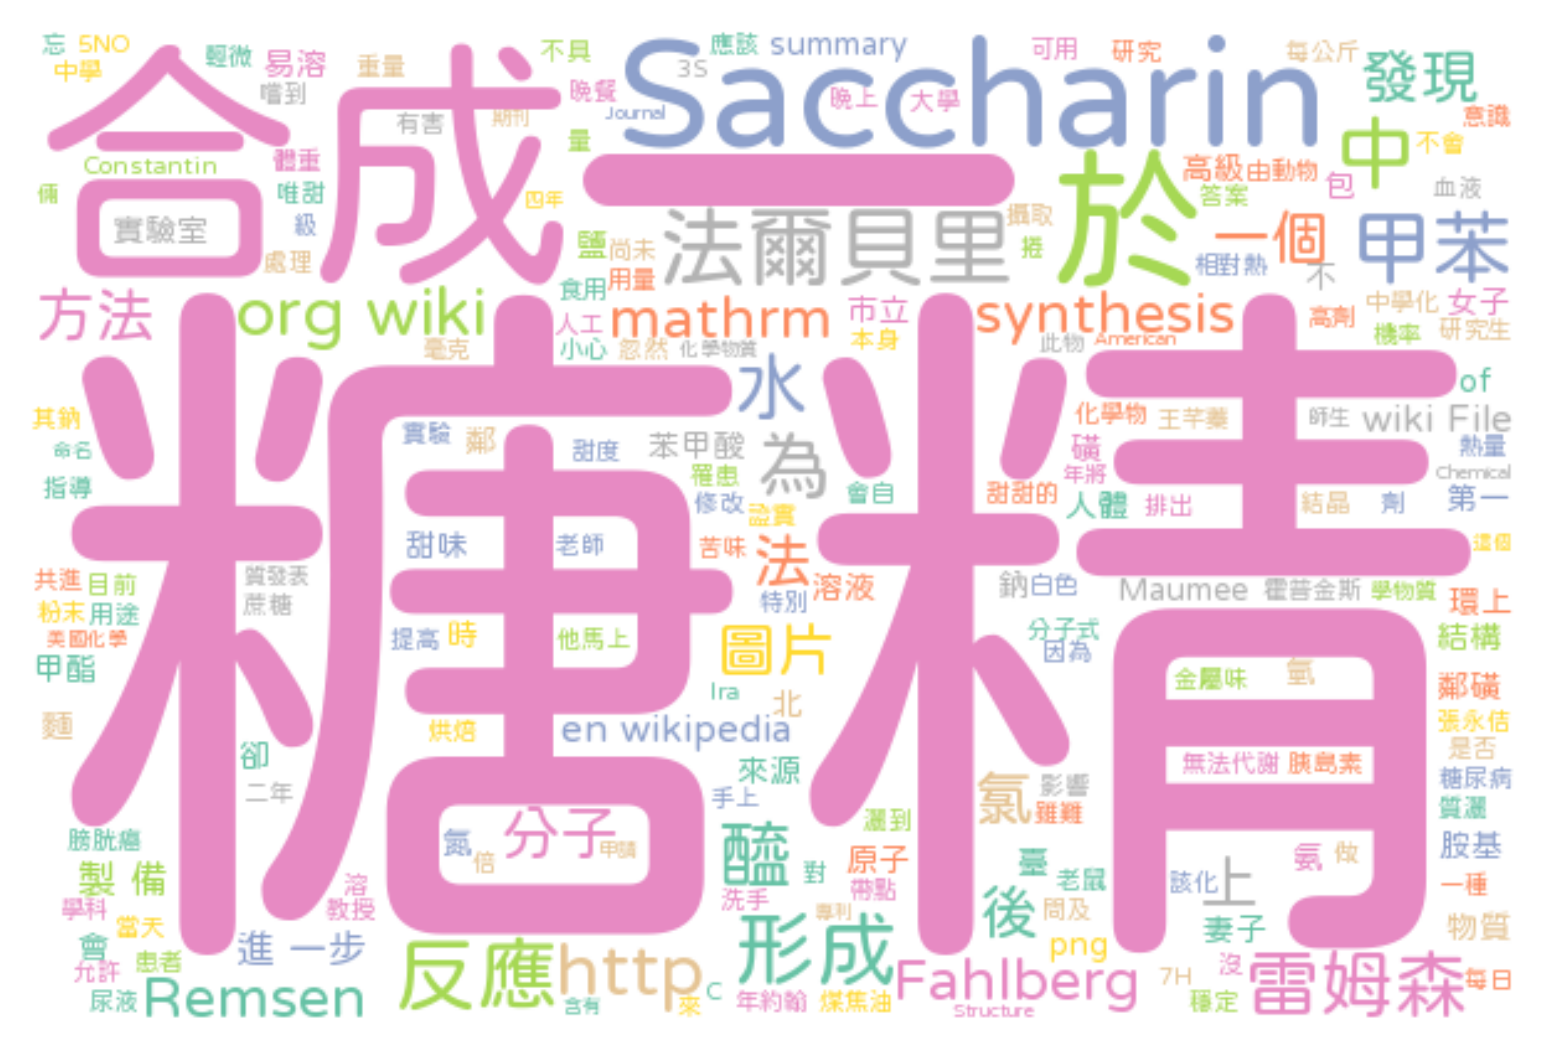 忘 5NO 輕微 易溶 重量 不具 應該 summary 可用 研究 每公斤 發現
中學 嚐到 3S Saccharin
合成 有害 期刊 晚餐 Journal 晚上 大學 意識
Constantin 體重 量 一 中 不會
倆 唯甜 四年 高級 由動物 包 血液
實驗室 級 鹽 尚未 法爾貝里 攝取 於 答案 一個 甲苯
處理 用量 捲 相對熱 不
方法 org wiki 食用 mathrm 市立 synthesis 高劑 中學化 女子
人工 本身 機率 研究生
毫克 小心 忽然 化學物質 此物 American
糖精
水 of
其鈉 實驗 鄰 甜度 苯甲酸 為 化學物 王芊蓁 師生 wiki File
命名 罹患 磺 熱量
指導 修改 會自 年將 Chemical
甜甜的 人體 排出 結晶 劑 第一
證實
甜味 老師 苦味 法 這個
共進 目前 質發表 溶液 鈉 白色 Maumee 霍普金斯 學物質 環上
粉末 用途 蔗糖 特別
美國化學 提高 時 他馬上 圖片 分子式 結構
甲酯 因為 金屬味 氫 鄰磺
Ira
麵 烘焙 en wikipedia 北 張永佶
卻 來源 無法代謝 胰島素 是否
二年 手上 氯 影響 糖尿病
分子 灑到 雖難 質灑
膀胱癌 氮 倍 申請 醯 原子 臺 氨 做 胺基
製 備 對 老鼠 該化 上 一種
學科 溶 教授 洗手 帶點 後 問及
當天 專利 妻子 物質
會 進 一步 反應 http 形成 png
允許 患者 Fahlberg 7H 沒 雷姆森 每日
尿液 Remsen 含有 來 C 年約翰 煤焦油 Structure 穩定